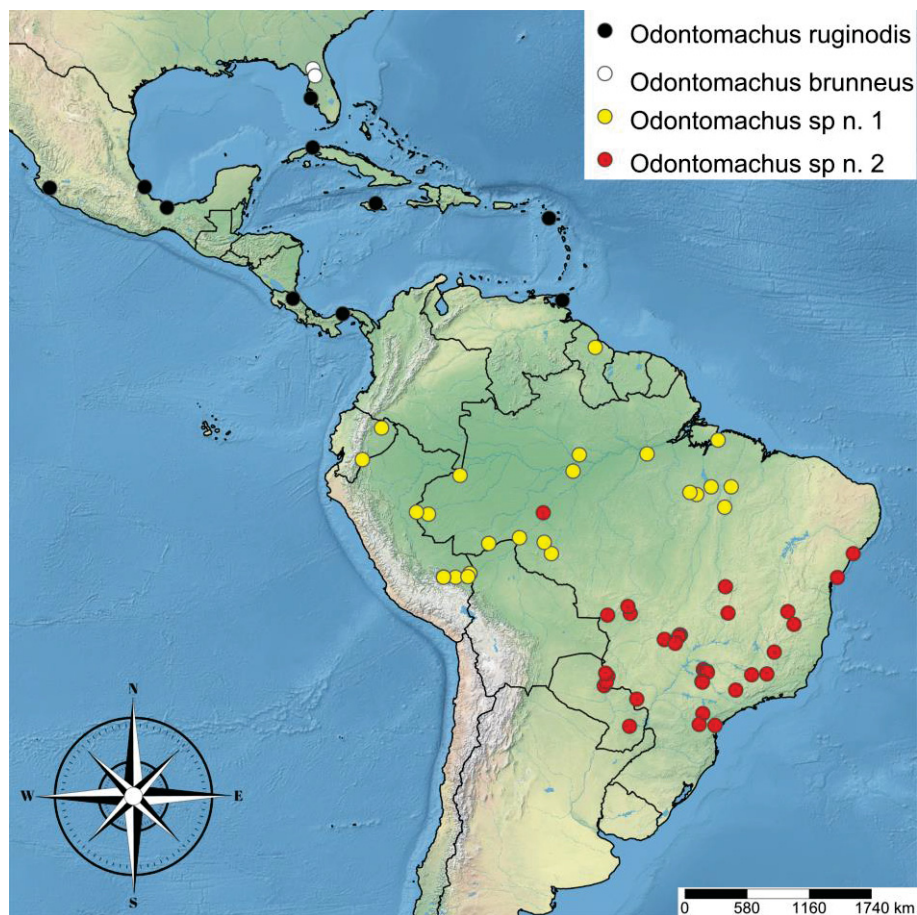 Odontomachus ruginodis
Odontomachus brunneus
Odontomachus sp n. 1
Odontomachus sp n. 2
N
W E
S
0 580 1160 1740 km